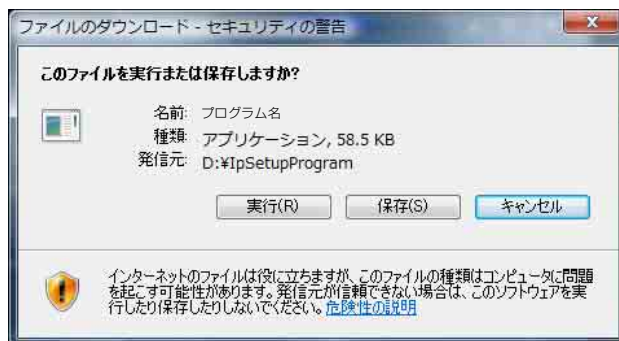 ファイルのダウンロード - セキュリティの警告
このファイルを実行または保存しますか?
名前: プログラム名
種類: アプリケーション, 58.5 KB
発信元: D:¥IpSetupProgram
実行(R) 保存(S) キャンセル
インターネットのファイルは役に立ちますが、このファイルの種類はコンピュータに問題
を起こす可能性があります。発信元が信頼できない場合は、このソフトウェアを実
行したり保存したりしないでください。危険性の説明